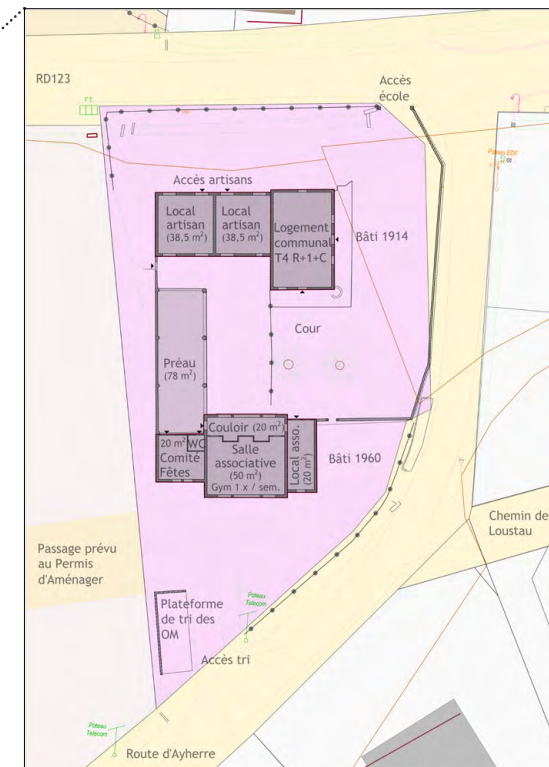 RD123
Accès
école
FT.
Poteau EDF
Accès artisans
Local
artisan
(38,5 m²)
Local
artisan
(38,5 m²)
Logement
communal
T4 R+1+C
Bâti 1914
Cour
Préau
(78 m²)
Couloir (20 m²)
20 m²
WC
Comité
Fêtes
Salle
associative
(50 m²)
Gym 1 x / sem.
Local asso.
(20 m²)
Bâti 1960
Chemin de
Loustau
Passage prévu
au Permis
d'Aménager
Plateforme
de tri des
OM
Poteau
Telecom
Accès tri
Poteau
Telecom
Route d'Ayherre